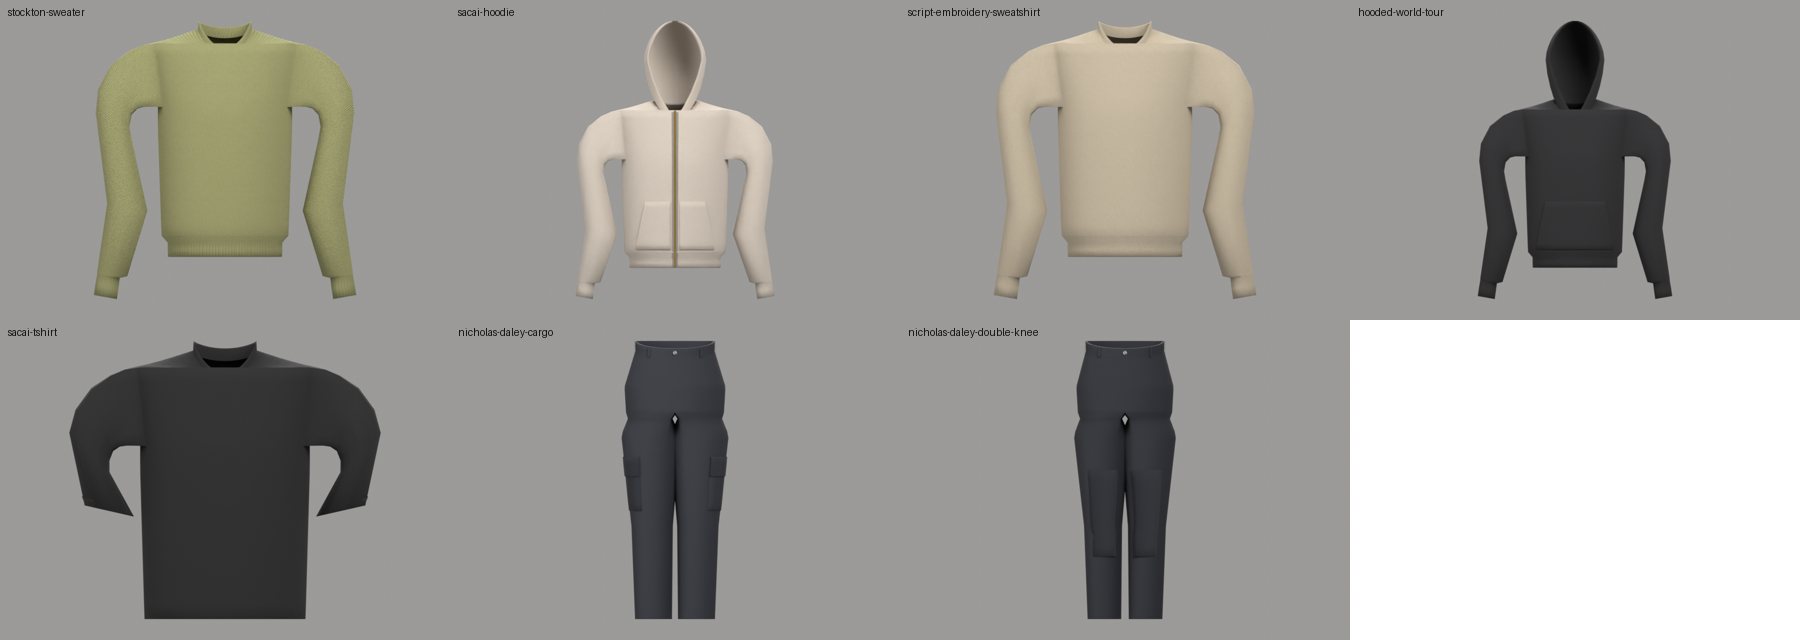 stockton-sweater
sacai-hoodie
script-embroidery-sweatshirt
hooded-world-tour
sacai-tshirt
nicholas-daley-cargo
nicholas-daley-double-knee